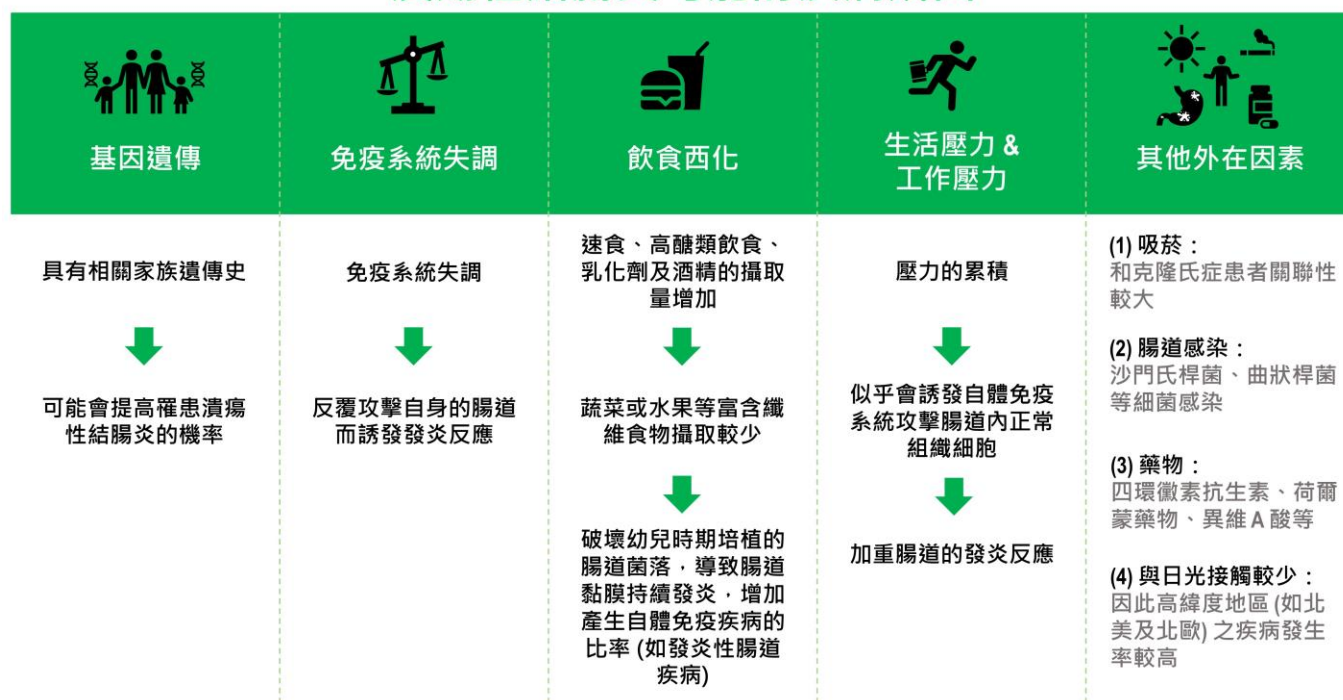 基因遺傳
具有相關家族遺傳史
可能會提高罹患潰瘍
性結腸炎的機率
免疫系統失調
免疫系統失調
反覆攻擊自身的腸道
而誘發發炎反應
飲食西化
速食、高醣類飲食、
乳化劑及酒精的攝取
量增加
蔬菜或水果等富含纖
維食物攝取較少
破壞幼兒時期培植的
腸道菌落，導致腸道
黏膜持續發炎，增加
產生自體免疫疾病的
比率 (如發炎性腸道
疾病)
生活壓力 &
工作壓力
壓力的累積
似乎會誘發自體免疫
系統攻擊腸道內正常
組織細胞
加重腸道的發炎反應
其他外在因素
(1) 吸菸：
和克隆氏症患者關聯性
較大
(2) 腸道感染：
沙門氏桿菌、曲狀桿菌
等細菌感染
(3) 藥物：
四環黴素抗生素、荷爾
蒙藥物、異維 A 酸等
(4) 與日光接觸較少：
因此高緯度地區 (如北
美及北歐) 之疾病發生
率較高